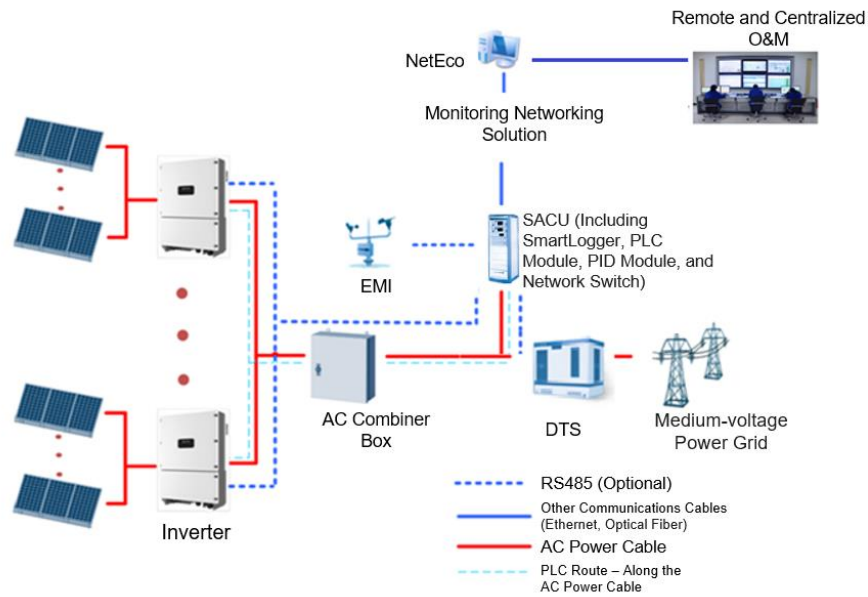 Remote and Centralized
O&M
NetEco
Monitoring Networking
Solution
SACU (Including
SmartLogger, PLC
Module, PID Module, and
Network Switch)
EMI
AC Combiner
Box
DTS
Medium-voltage
Power Grid
Inverter
RS485 (Optional)
Other Communications Cables
(Ethernet, Optical Fiber)
AC Power Cable
PLC Route – Along the
AC Power Cable